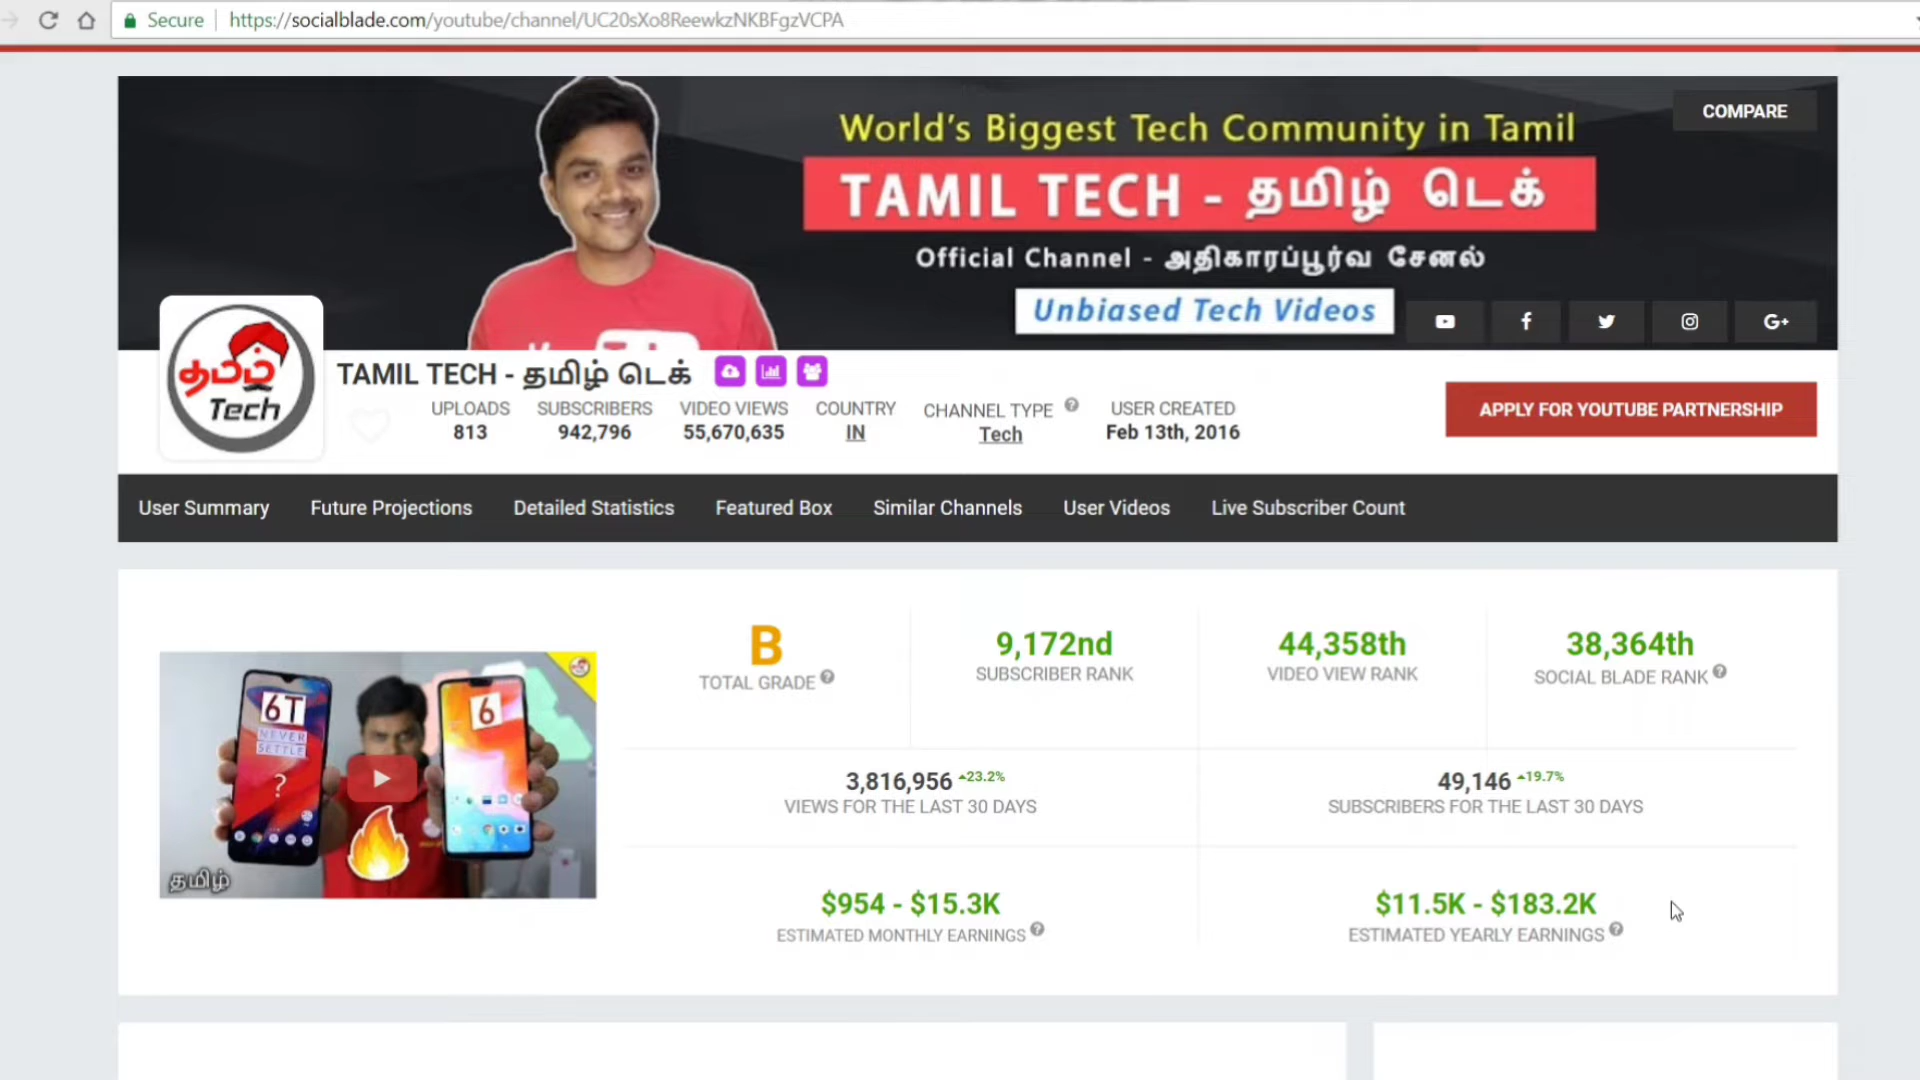 Secure https://socialblade.com/youtube/channel/UC20sXo8ReewkzNKBFgzVCPA
World's Biggest Tech Community in Tamil
COMPARE
TAMIL TECH - தமிழ் டெக்
Official Channel - அதிகாரப்பூர்வ சேனல்
Unbiased Tech Videos
G+
தமிழ்
Tech
TAMIL TECH - தமிழ் டெக்
UPLOADS SUBSCRIBERS VIDEO VIEWS COUNTRY CHANNEL TYPE USER CREATED
813 942,796 55,670,635 IN Tech Feb 13th, 2016
APPLY FOR YOUTUBE PARTNERSHIP
User Summary Future Projections Detailed Statistics Featured Box Similar Channels User Videos Live Subscriber Count
B 9,172nd 44,358th 38,364th
TOTAL GRADE SUBSCRIBER RANK VIDEO VIEW RANK SOCIAL BLADE RANK
6T
NEVER
SETTLE
?
6
தமிழ்
3,816,956 23.2% 49,146 19.7%
VIEWS FOR THE LAST 30 DAYS SUBSCRIBERS FOR THE LAST 30 DAYS
$954 - $15.3K $11.5K - $183.2K
ESTIMATED MONTHLY EARNINGS ESTIMATED YEARLY EARNINGS